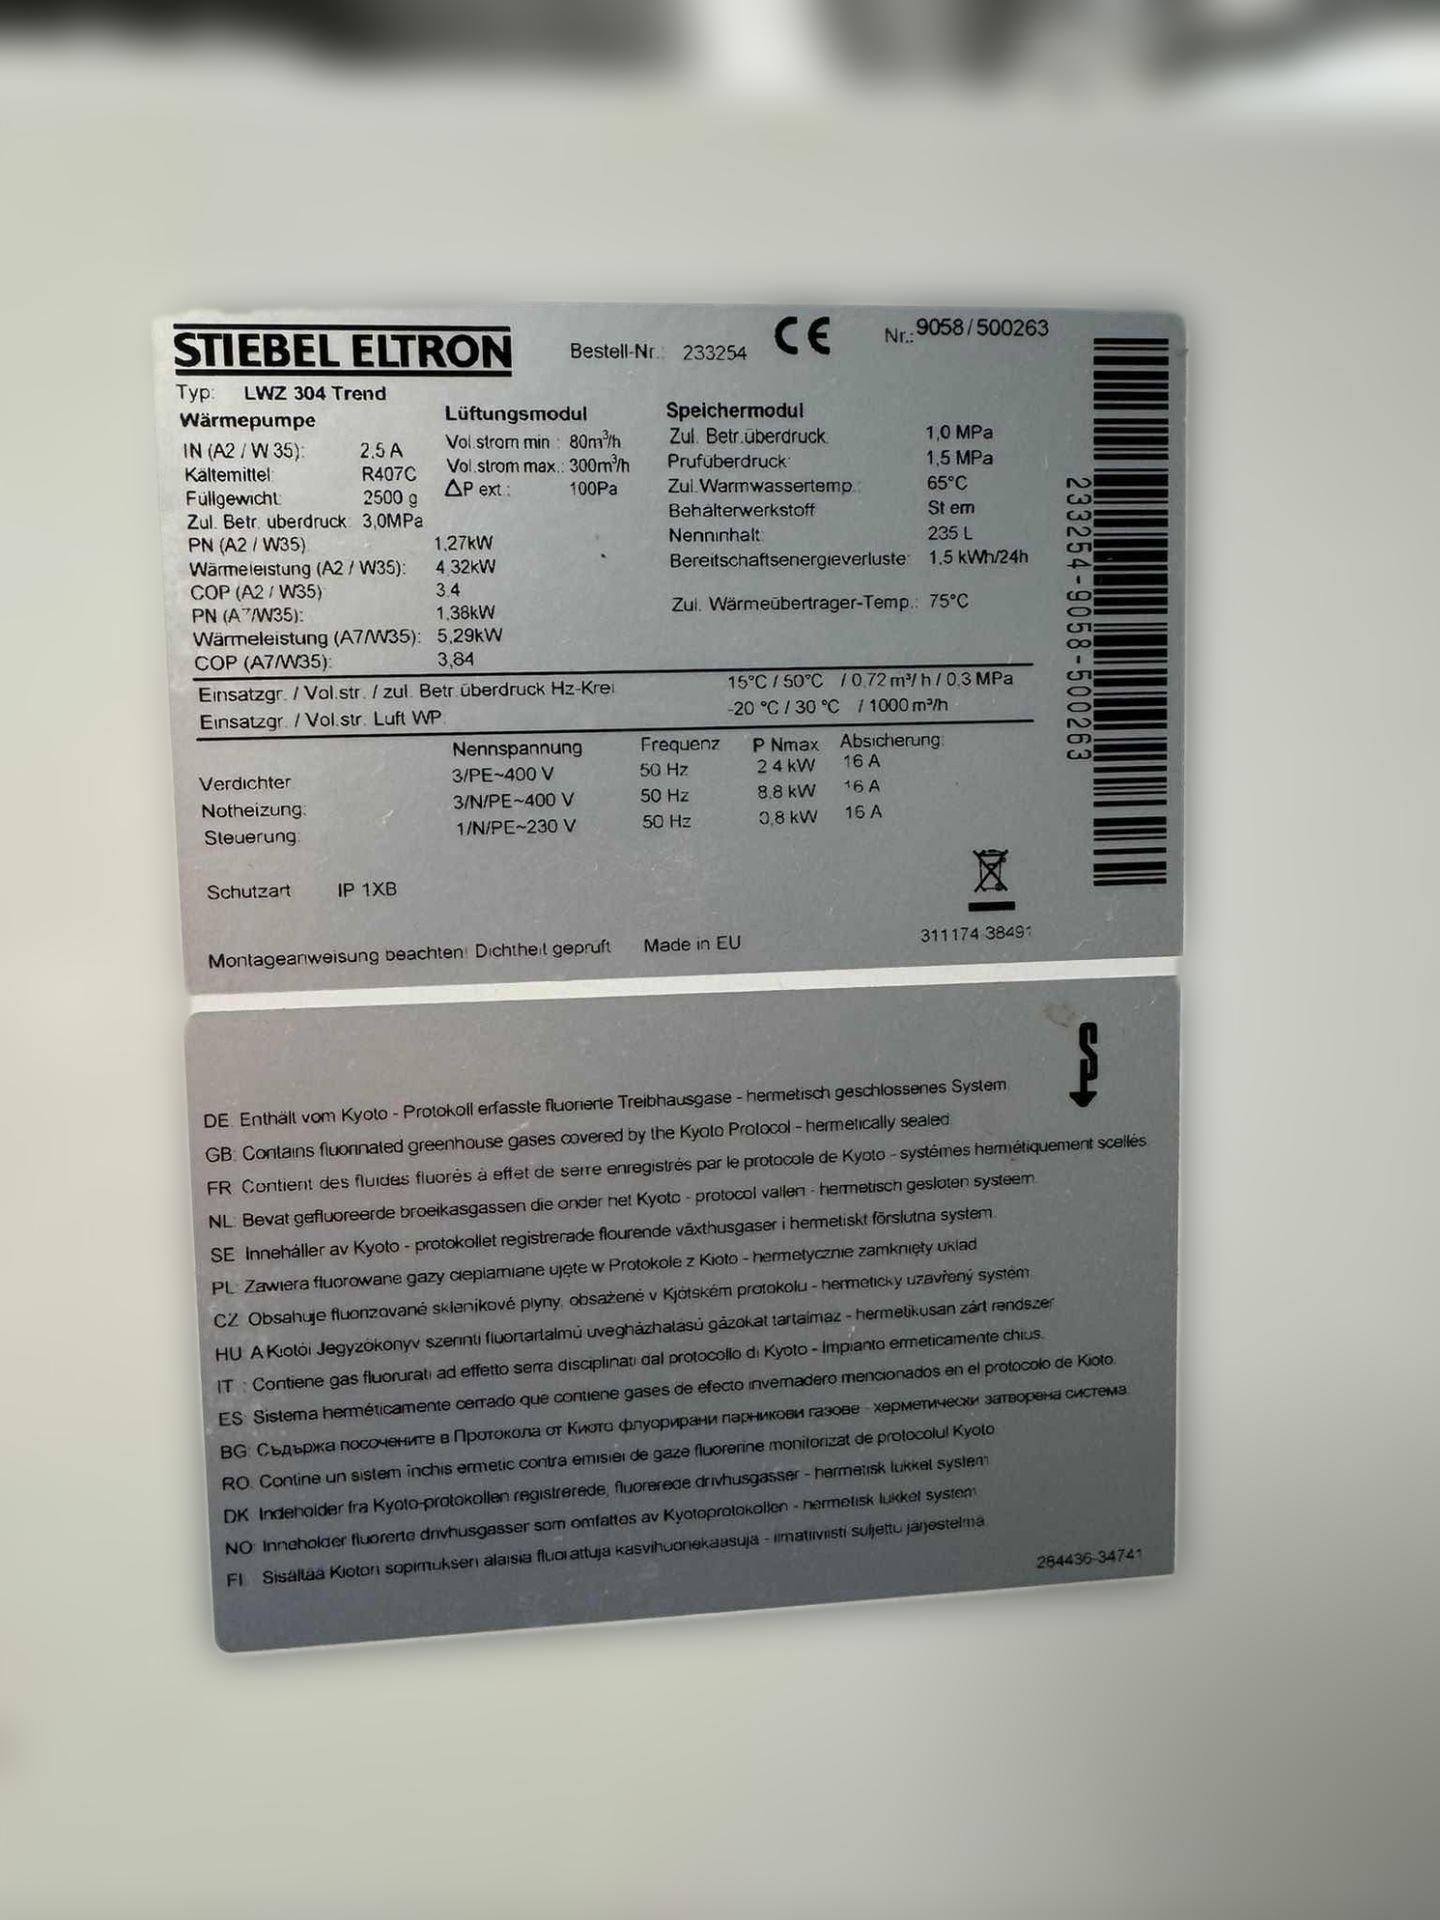 STIEBEL ELTRON Bestell-Nr. 233254 CE Nr.: 9058/500263
Typ: LWZ 304 Trend
Wärmepumpe
IN (A2 / W 35): 2,5 A
Kältemittel R407C
Füllgewicht 2500 g
Zul. Betr. überdruck 3,0MPa
PN (A2 / W35) 1,27kW
Wärmeleistung (A2 / W35): 4,32kW
COP (A2 / W35) 3.4
PN (A7/W35): 1,38kW
Wärmeleistung (A7/W35): 5,29kW
COP (A7/W35): 3,84
Lüftungsmodul
Vol.strom min : 80m³/h
Vol.strom max.: 300m³/h
ΔP ext.: 100Pa
Speichermodul
Zul. Betr.überdruck 1,0 MPa
Prüfüberdruck: 1,5 MPa
Zul.Warmwassertemp.: 65°C
Behälterwerkstoff St em
Nenninhalt 235 L
Bereitschaftsenergieverluste: 1,5 kWh/24h
Zul. Wärmeübertrager-Temp.: 75°C
233254-9058-500263
Einsatzgr. / Vol.str. / zul. Betr.überdruck Hz-Krei 15°C / 50°C / 0,72 m³/ h / 0,3 MPa
Einsatzgr. / Vol.str. Luft WP -20 °C / 30 °C / 1000 m³/h
Nennspannung Frequenz P Nmax Absicherung:
Verdichter 3/PE~400 V 50 Hz 2 4 kW 16 A
Notheizung: 3/N/PE~400 V 50 Hz 8,8 kW 16 A
Steuerung: 1/N/PE~230 V 50 Hz 0,8 kW 16 A
Schutzart IP 1XB
Montageanweisung beachten! Dichtheit geprüft Made in EU 311174 38491
DE. Enthält vom Kyoto - Protokoll erfasste fluorierte Treibhausgase - hermetisch geschlossenes System
GB: Contains fluorinated greenhouse gases covered by the Kyoto Protocol - hermetically sealed
FR Contient des fluides fluorés à effet de serre enregistrés par le protocole de Kyoto - systèmes hermétiquement scellés
NL: Bevat gefluoreerde broeikasgassen die onder het Kyoto - protocol vallen - hermetisch gesloten systeem.
SE Innehåller av Kyoto - protokollet registrerade flourende växthusgaser i hermetiskt förslutna system.
PL: Zawiera fluorowane gazy cieplarniane ujęte w Protokole z Kioto - hermetycznie zamknięty układ
CZ Obsahuje fluorizované skleníkové plyny, obsažené v Kjótském protokolu - hermeticky uzavřený systém
HU A Kiotói Jegyzőkönyv szerinti fluortartalmú üvegházhatású gázokat tartalmaz - hermetikusan zárt rendszer
IT : Contiene gas fluorurati ad effetto serra disciplinati dal protocollo di Kyoto - Impianto ermeticamente chius.
ES Sistema herméticamente cerrado que contiene gases de efecto invernadero mencionados en el protocolo de Kioto.
BG: Съдържа посочените в Протокола от Киото флуорирани парникови газове - херметически затворена система.
RO. Contine un sistem închis ermetic contra emisiei de gaze fluorerine monitorizat de protocolul Kyoto
DK Indeholder fra Kyoto-protokollen registrerede, fluorerede drivhusgasser - hermetisk lukket system
NO: Inneholder fluorerte drivhusgasser som omfattes av Kyotoprotokollen - hermetisk lukket system
FI Sisältää Kioton sopimuksen alaisia fluorattuja kasvihuonekaasuja - ilmatiiviisti suljettu järjestelmä.
284436-34741